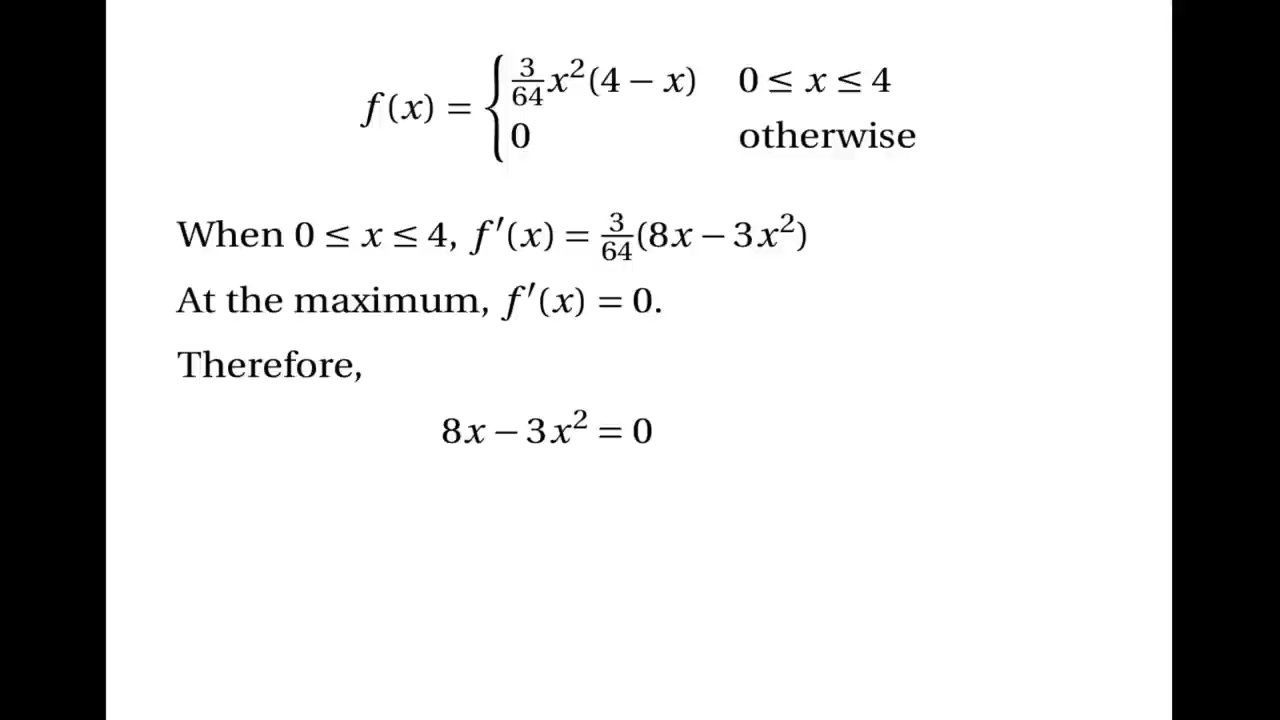 f(x) = { 3/64 x²(4 − x)   0 ≤ x ≤ 4
0   otherwise
When 0 ≤ x ≤ 4, f′(x) = 3/64 (8x − 3x²)
At the maximum, f′(x) = 0.
Therefore,
8x − 3x² = 0